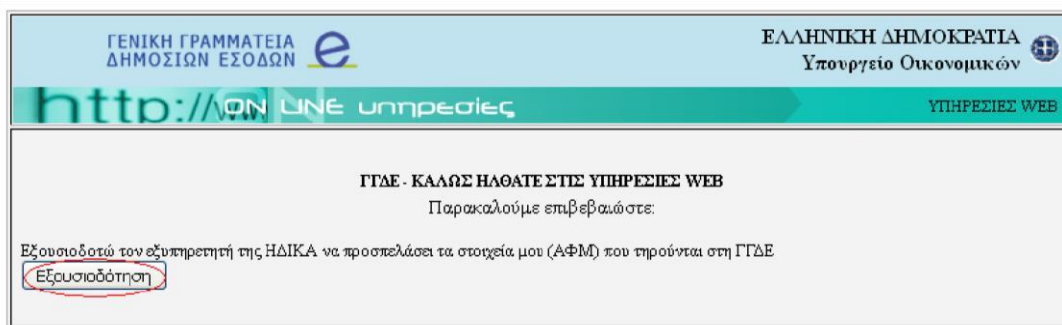 ΓΕΝΙΚΗ ΓΡΑΜΜΑΤΕΙΑ
ΔΗΜΟΣΙΩΝ ΕΣΟΔΩΝ
ΕΛΛΗΝΙΚΗ ΔΗΜΟΚΡΑΤΙΑ
Υπουργείο Οικονομικών
http://www
ON LINE υπηρεσίες
ΥΠΗΡΕΣΙΕΣ WEB
ΓΓΔΕ - ΚΑΛΩΣ ΗΛΘΑΤΕ ΣΤΙΣ ΥΠΗΡΕΣΙΕΣ WEB
Παρακαλούμε επιβεβαιώστε:
Εξουσιοδοτώ τον εξυπηρετητή της ΗΔΙΚΑ να προσπελάσει τα στοιχεία μου (ΑΦΜ) που τηρούνται στη ΓΓΔΕ
Εξουσιοδότηση